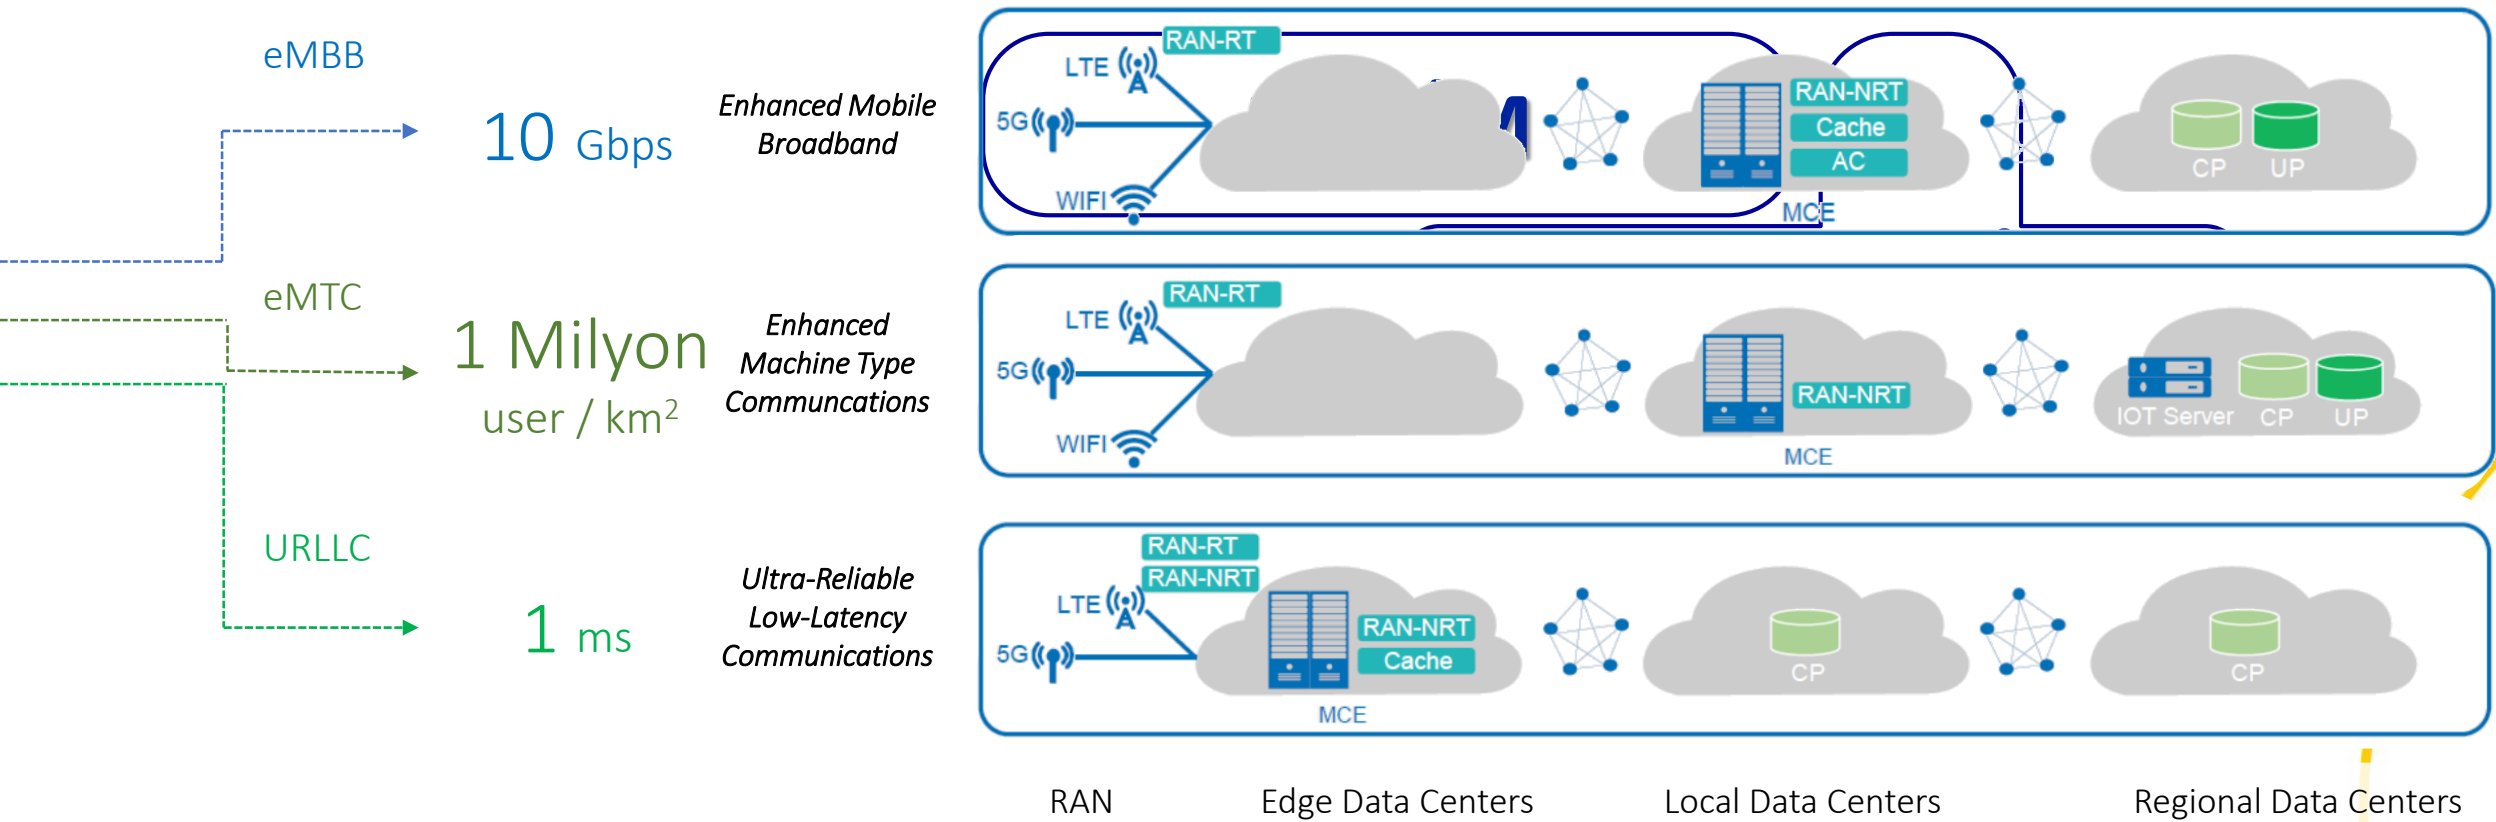 eMBB
10 Gbps
Enhanced Mobile
Broadband
RAN-RT
LTE
5G
WIFI
RAN-NRT
Cache
AC
MCE
CP
UP
eMTC
1 Milyon
user / km²
Enhanced
Machine Type
Communcations
RAN-RT
LTE
5G
WIFI
RAN-NRT
MCE
IOT Server
CP
UP
URLLC
1 ms
Ultra-Reliable
Low-Latency
Communications
RAN-RT
RAN-NRT
LTE
5G
RAN-NRT
Cache
MCE
CP
CP
RAN
Edge Data Centers
Local Data Centers
Regional Data Centers